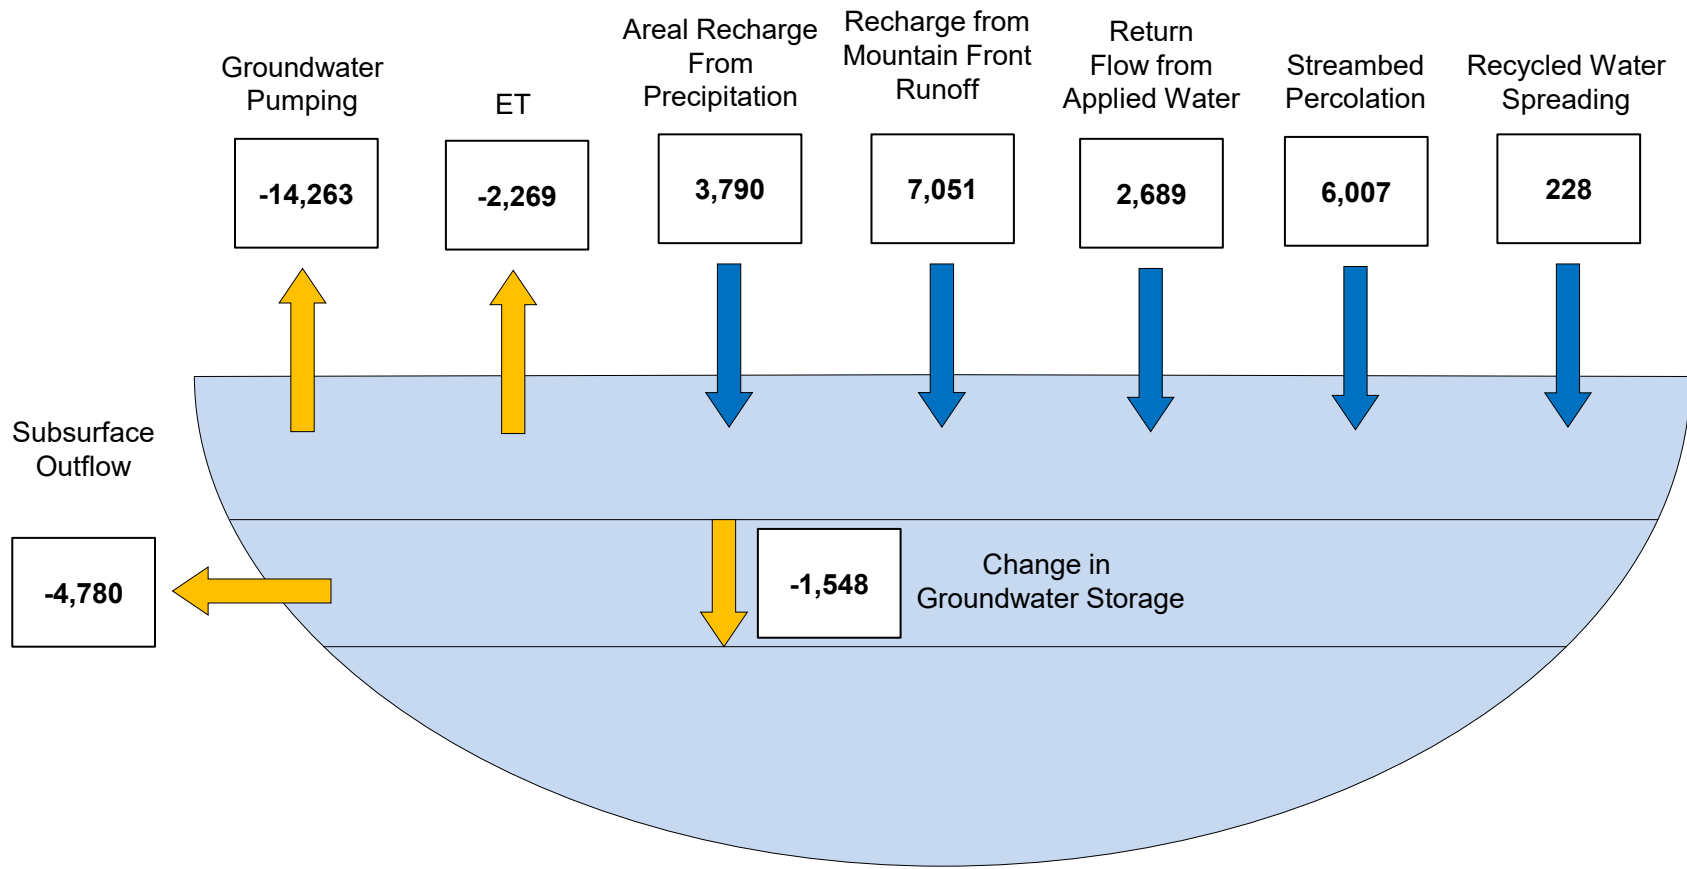 Groundwater
Pumping
-14,263
ET
-2,269
Areal Recharge
From
Precipitation
3,790
Recharge from
Mountain Front
Runoff
7,051
Return
Flow from
Applied Water
2,689
Streambed
Percolation
6,007
Recycled Water
Spreading
228
Subsurface
Outflow
-4,780
-1,548
Change in
Groundwater Storage